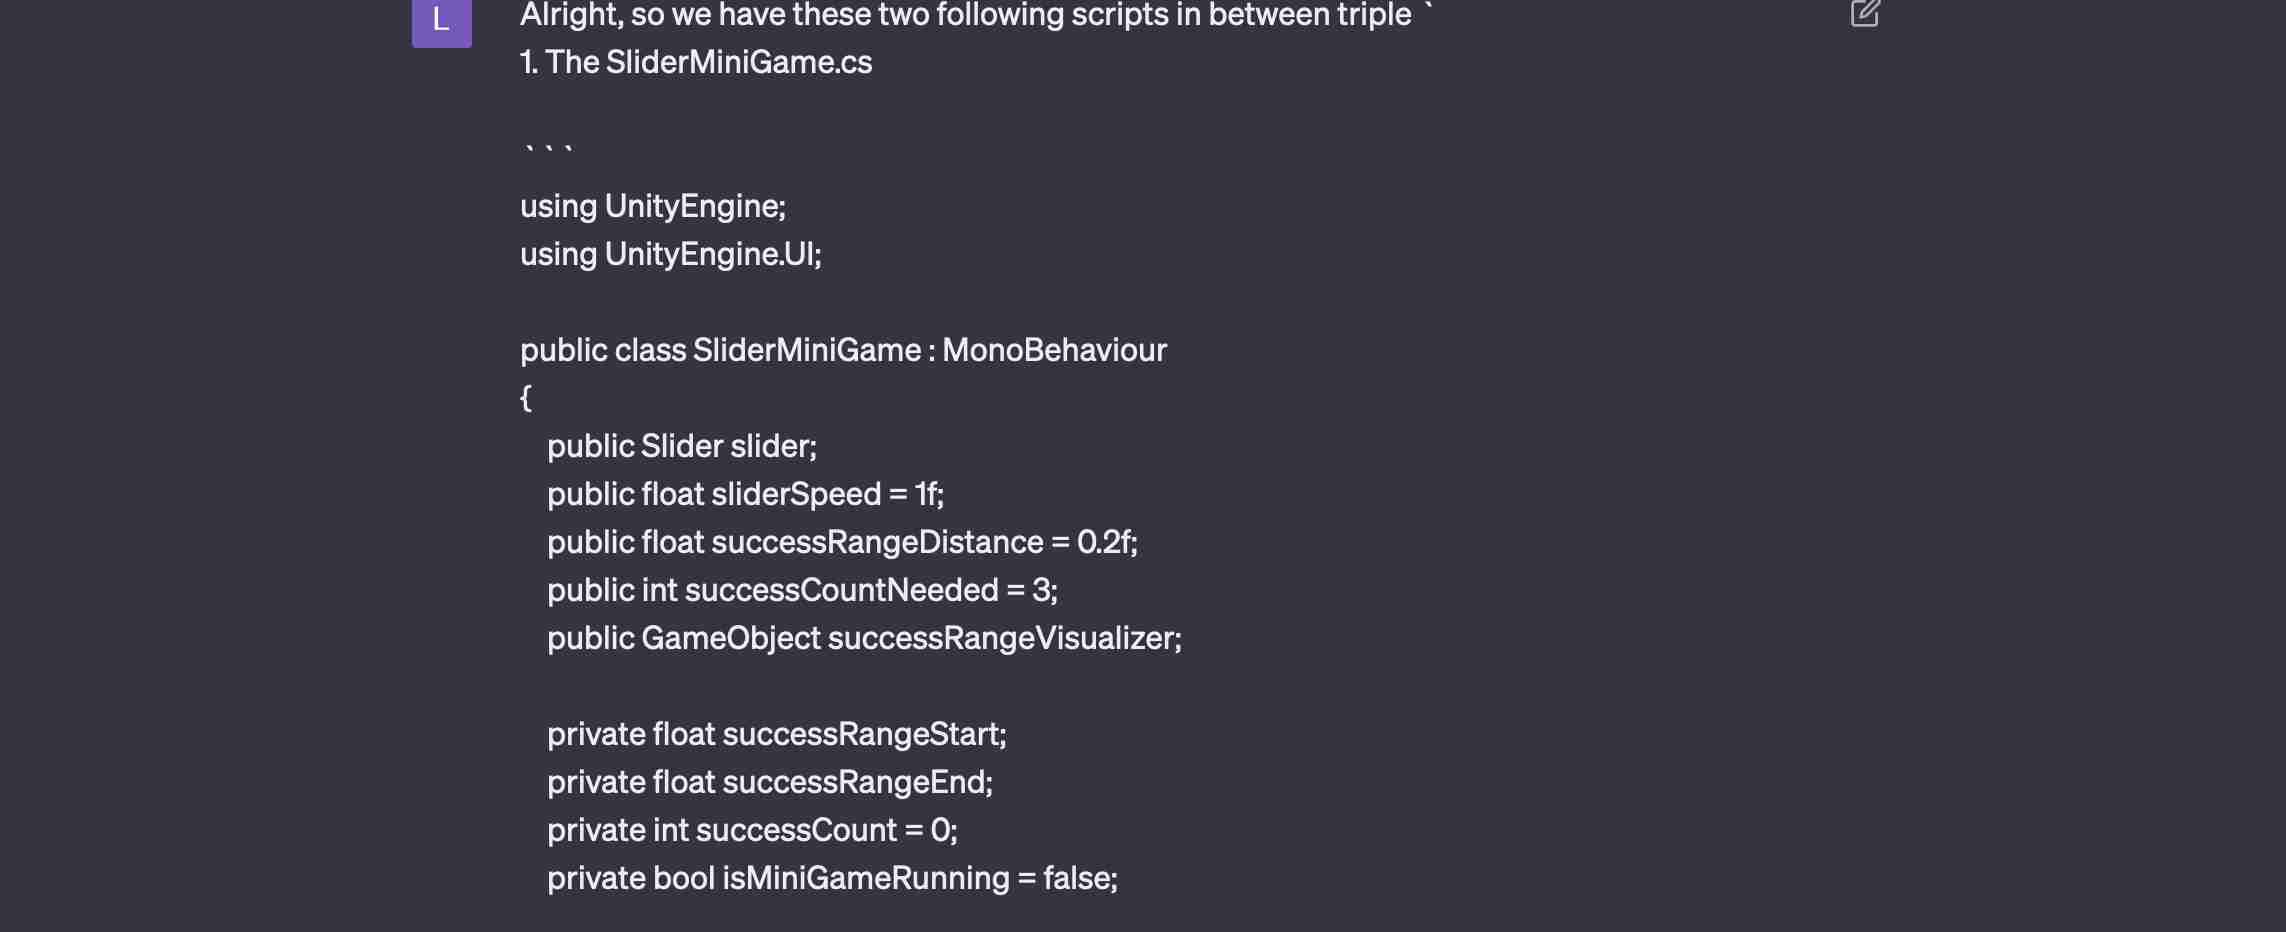 L
Alright, so we have these two following scripts in between triple `
1. The SliderMiniGame.cs
```
using UnityEngine;
using UnityEngine.UI;
public class SliderMiniGame : MonoBehaviour
{
public Slider slider;
public float sliderSpeed = 1f;
public float successRangeDistance = 0.2f;
public int successCountNeeded = 3;
public GameObject successRangeVisualizer;
private float successRangeStart;
private float successRangeEnd;
private int successCount = 0;
private bool isMiniGameRunning = false;